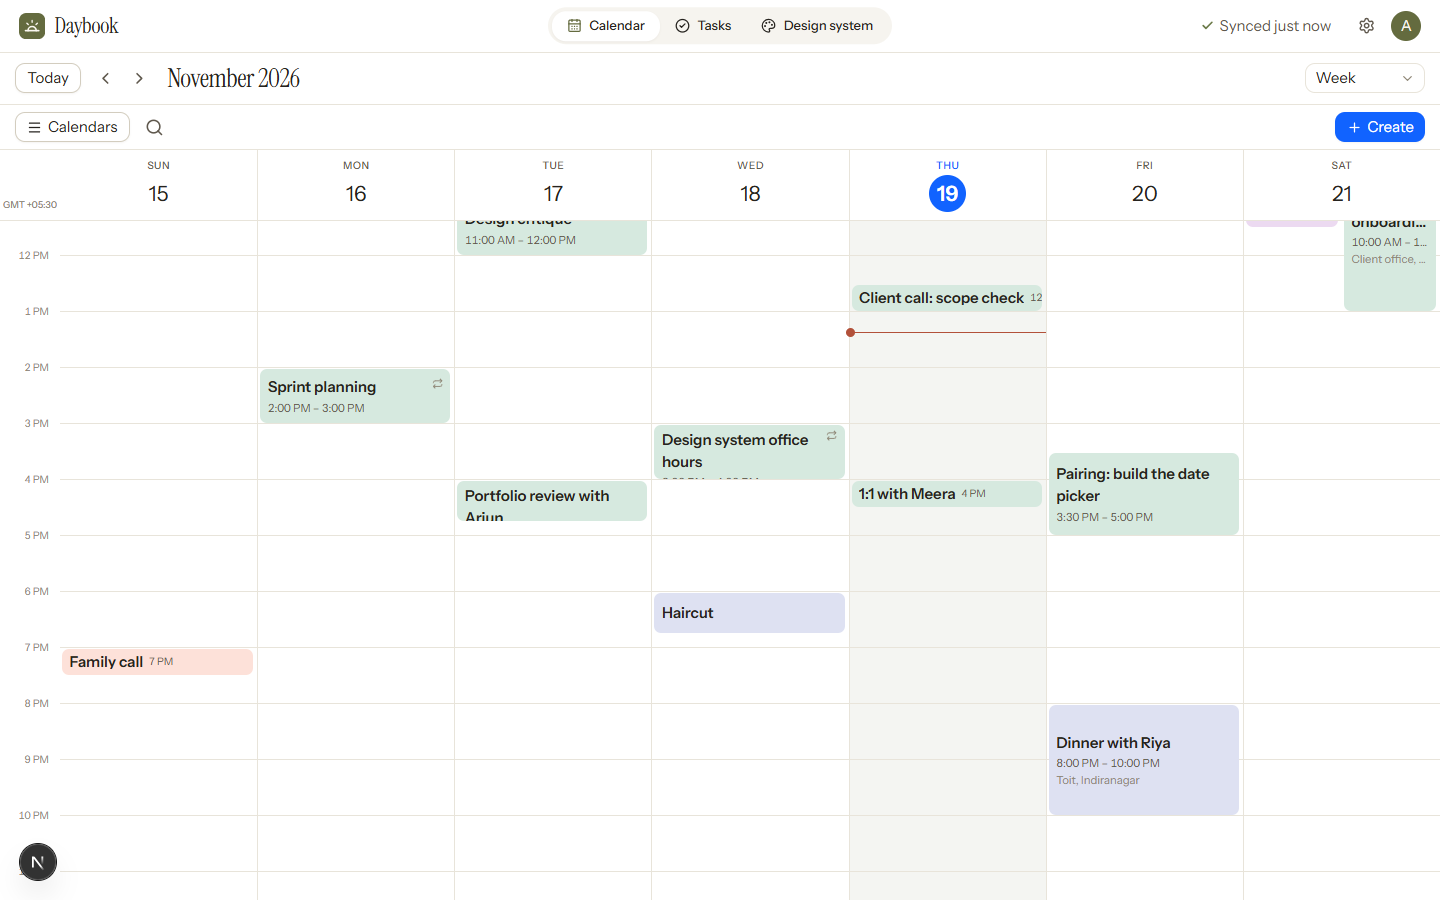 Daybook
Calendar
Tasks
Design system
Synced just now
A
Today
November 2026
Week
Calendars
Create
GMT +05:30
SUN
15
MON
16
TUE
17
WED
18
THU
19
FRI
20
SAT
21
12 PM
1 PM
2 PM
3 PM
4 PM
5 PM
6 PM
7 PM
8 PM
9 PM
10 PM
Family call 7 PM
Sprint planning
2:00 PM – 3:00 PM
Design critique
11:00 AM – 12:00 PM
Portfolio review with
Arjun
Design system office
hours
Haircut
Client call: scope check 12
1:1 with Meera 4 PM
Pairing: build the date
picker
3:30 PM – 5:00 PM
Dinner with Riya
8:00 PM – 10:00 PM
Toit, Indiranagar
onboardi...
10:00 AM – 1...
Client office, ...
N